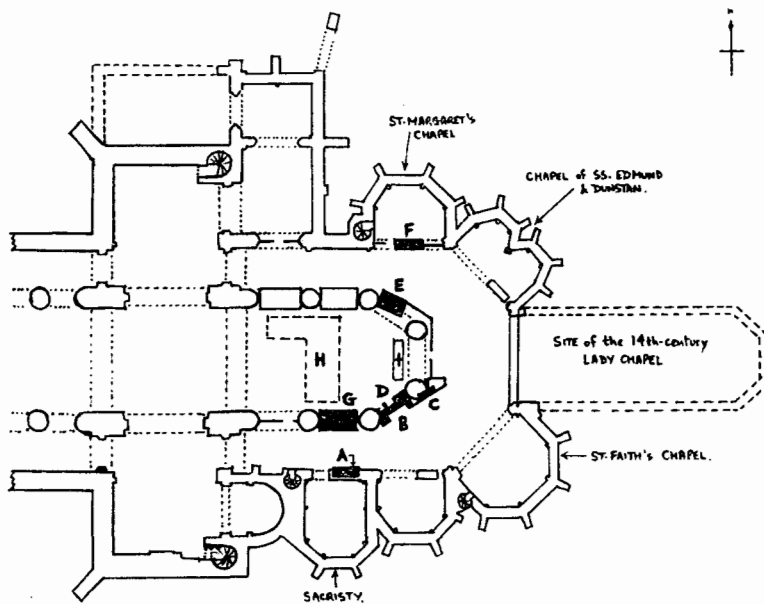 N
ST. MARGARET'S
CHAPEL
CHAPEL of SS. EDMUND
& DUNSTAN.
F
E
SITE of the 14th-century
LADY CHAPEL
H
D
C
G
B
A
ST. FAITH'S CHAPEL.
SACRISTY.